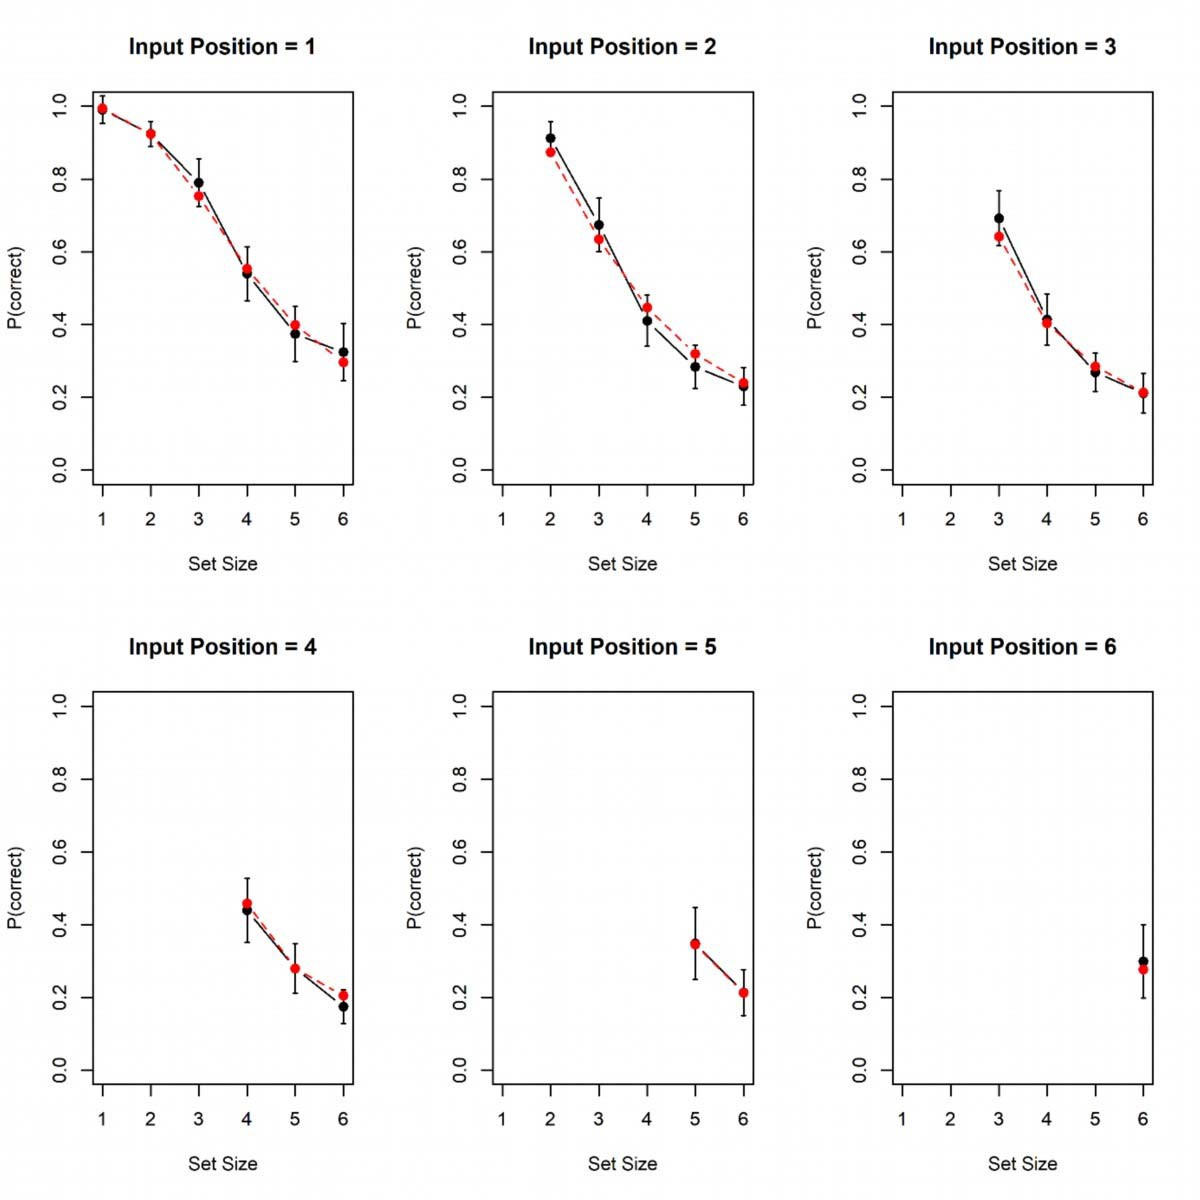 Input Position = 1
P(correct)
1.0
0.8
0.6
0.4
0.2
0.0
1 2 3 4 5 6
Set Size
Input Position = 2
P(correct)
1.0
0.8
0.6
0.4
0.2
0.0
1 2 3 4 5 6
Set Size
Input Position = 3
P(correct)
1.0
0.8
0.6
0.4
0.2
0.0
1 2 3 4 5 6
Set Size
Input Position = 4
P(correct)
1.0
0.8
0.6
0.4
0.2
0.0
1 2 3 4 5 6
Set Size
Input Position = 5
P(correct)
1.0
0.8
0.6
0.4
0.2
0.0
1 2 3 4 5 6
Set Size
Input Position = 6
P(correct)
1.0
0.8
0.6
0.4
0.2
0.0
1 2 3 4 5 6
Set Size